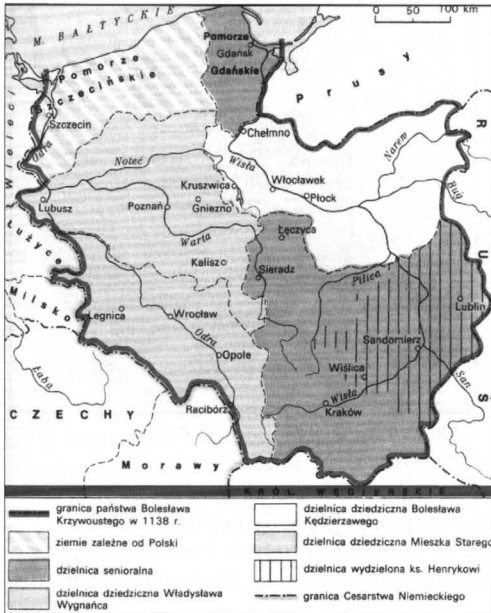 M. BAŁTYCKIE
0 50 100 km
Pomorze
Gdańsk
Gdańskie
Pomorze
Szczecińskie
Szczecin
Odra
Wieleci
Prusy
R
U
S
Chełmno
Narew
Noteć
Wisła
Włocławek
Bug
Kruszwica
Płock
Lubusz
Poznań
Gniezno
Łęczyca
Łużyce
Warta
Kalisz
Sieradz
Pilica
Milsko
Lublin
Legnica
Wrocław
Sandomierz
Odra
Opole
Wiślica
San
Łaba
Wisła
Kraków
CZECHY
Racibórz
Morawy
KRÓL. WĘGIERSKIE
granica państwa Bolesława
Krzywoustego w 1138 r.
ziemie zależne od Polski
dzielnica senioralna
dzielnica dziedziczna Władysława
Wygnańca
dzielnica dziedziczna Bolesława
Kędzierzawego
dzielnica dziedziczna Mieszka Starego
dzielnica wydzielona ks. Henrykowi
granica Cesarstwa Niemieckiego